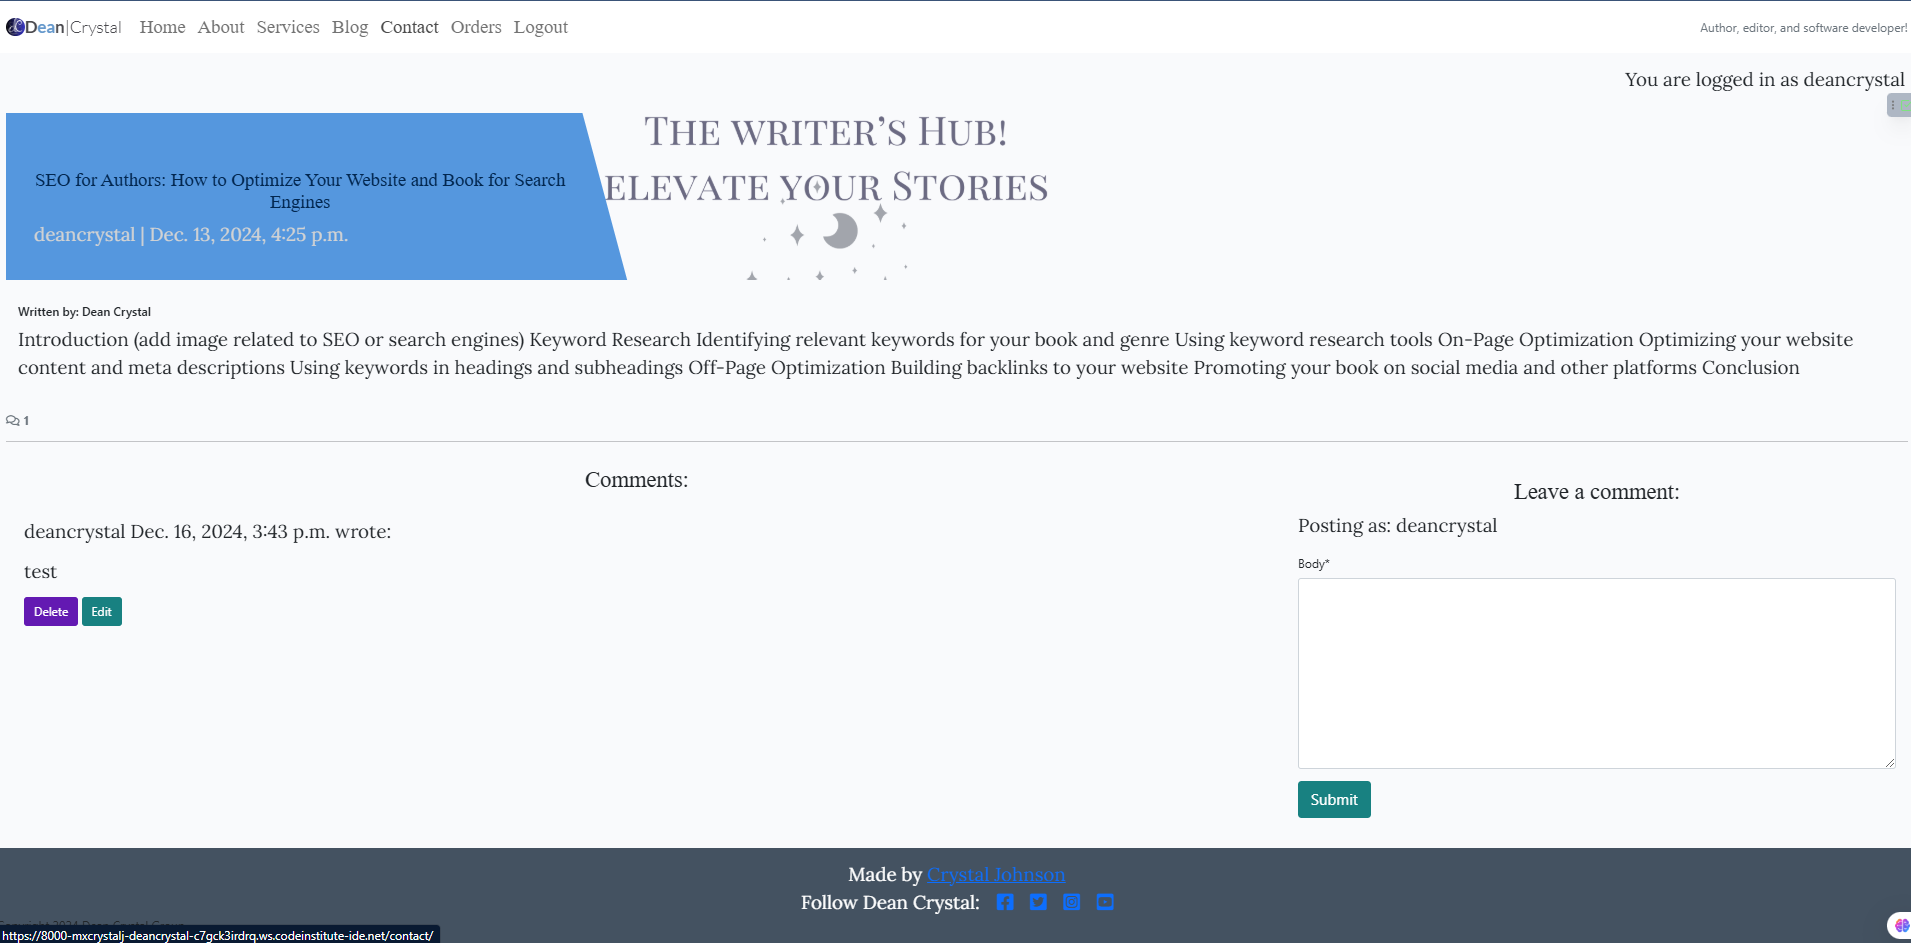 Dean|Crystal Home About Services Blog Contact Orders Logout
Author, editor, and software developer!
You are logged in as deancrystal
SEO for Authors: How to Optimize Your Website and Book for Search
Engines
deancrystal | Dec. 13, 2024, 4:25 p.m.
The writer's Hub!
elevate your Stories
Written by: Dean Crystal
Introduction (add image related to SEO or search engines) Keyword Research Identifying relevant keywords for your book and genre Using keyword research tools On-Page Optimization Optimizing your website
content and meta descriptions Using keywords in headings and subheadings Off-Page Optimization Building backlinks to your website Promoting your book on social media and other platforms Conclusion
1
Comments:
deancrystal Dec. 16, 2024, 3:43 p.m. wrote:
test
Delete Edit
Leave a comment:
Posting as: deancrystal
Body*
Submit
Made by Crystal Johnson
Follow Dean Crystal:
https://8000-mxcrystalj-deancrystal-c7gck3irdrq.ws.codeinstitute-ide.net/contact/